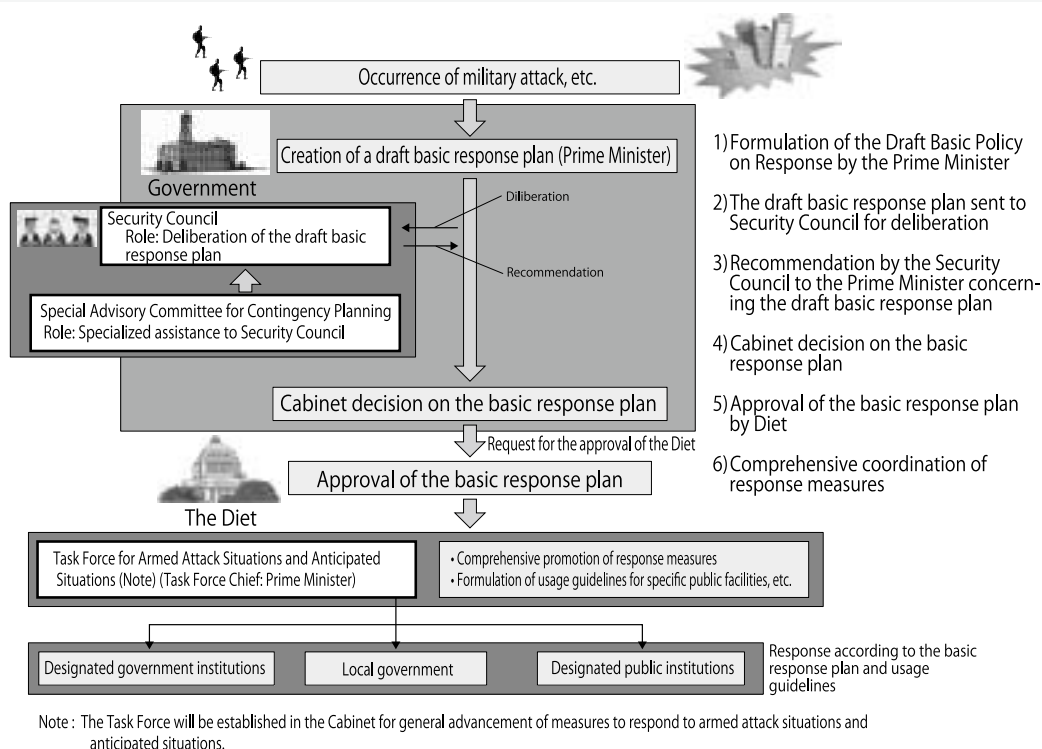 Occurrence of military attack, etc.
Creation of a draft basic response plan (Prime Minister)
Government
Diliberation
Security Council
Role: Deliberation of the draft basic
response plan
Recommendation
Special Advisory Committee for Contingency Planning
Role: Specialized assistance to Security Council
Cabinet decision on the basic response plan
Request for the approval of the Diet
Approval of the basic response plan
The Diet
Task Force for Armed Attack Situations and Anticipated
Situations (Note) (Task Force Chief: Prime Minister)
• Comprehensive promotion of response measures
• Formulation of usage guidelines for specific public facilities, etc.
Designated government institutions
Local government
Designated public institutions
Response according to the basic
response plan and usage
guidelines
1) Formulation of the Draft Basic Policy
on Response by the Prime Minister
2) The draft basic response plan sent to
Security Council for deliberation
3) Recommendation by the Security
Council to the Prime Minister concern-
ing the draft basic response plan
4) Cabinet decision on the basic
response plan
5) Approval of the basic response plan
by Diet
6) Comprehensive coordination of
response measures
Note : The Task Force will be established in the Cabinet for general advancement of measures to respond to armed attack situations and
anticipated situations.